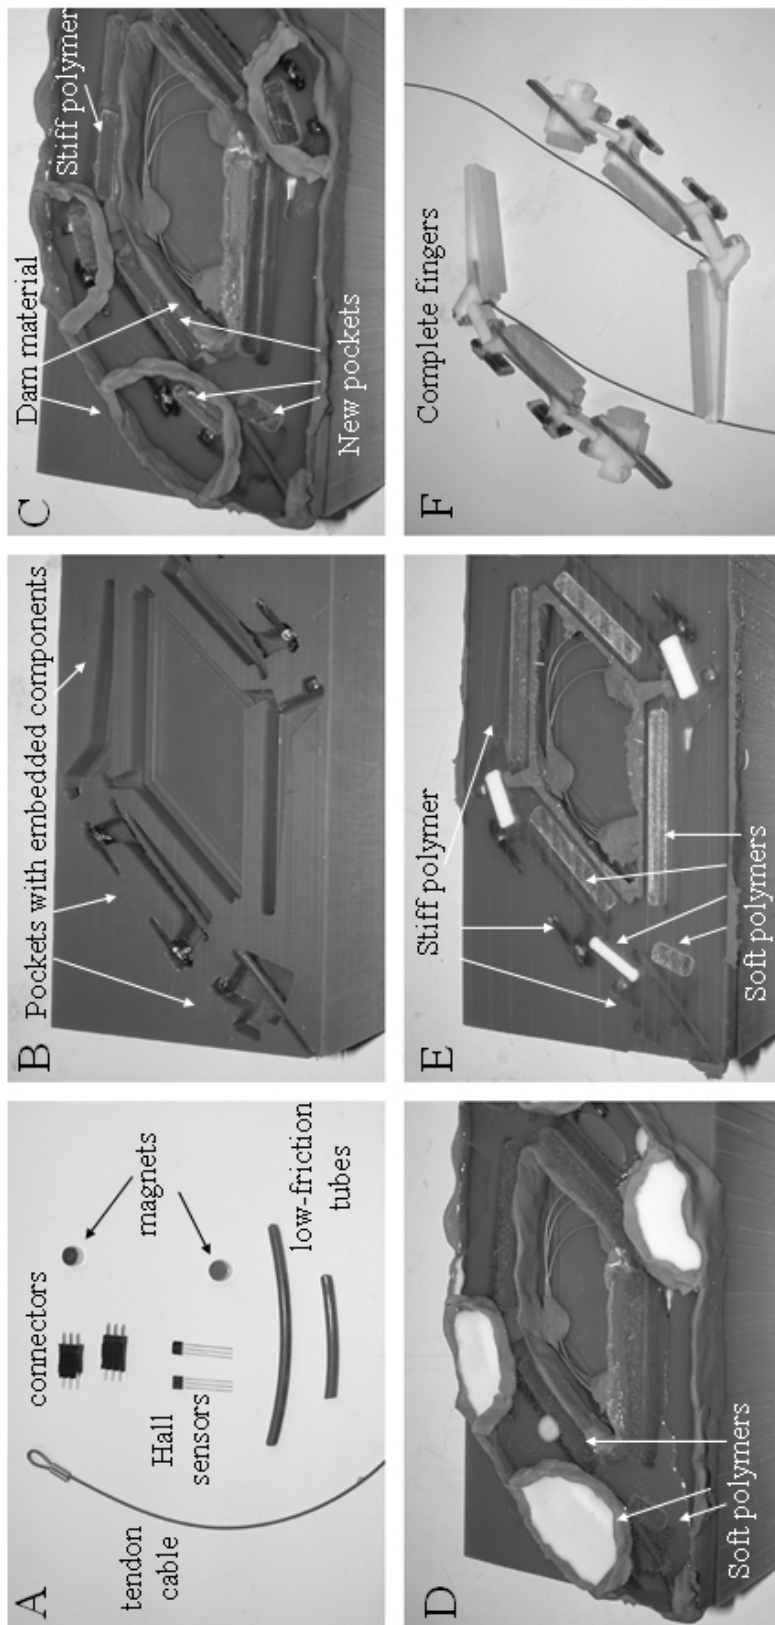 A
connectors
magnets
tendon
cable
Hall
sensors
low-friction
tubes
B
Pockets with embedded components
C
Dam material
Stiff polymer
New pockets
D
Soft polymers
E
Stiff polymer
Soft polymers
F
Complete fingers